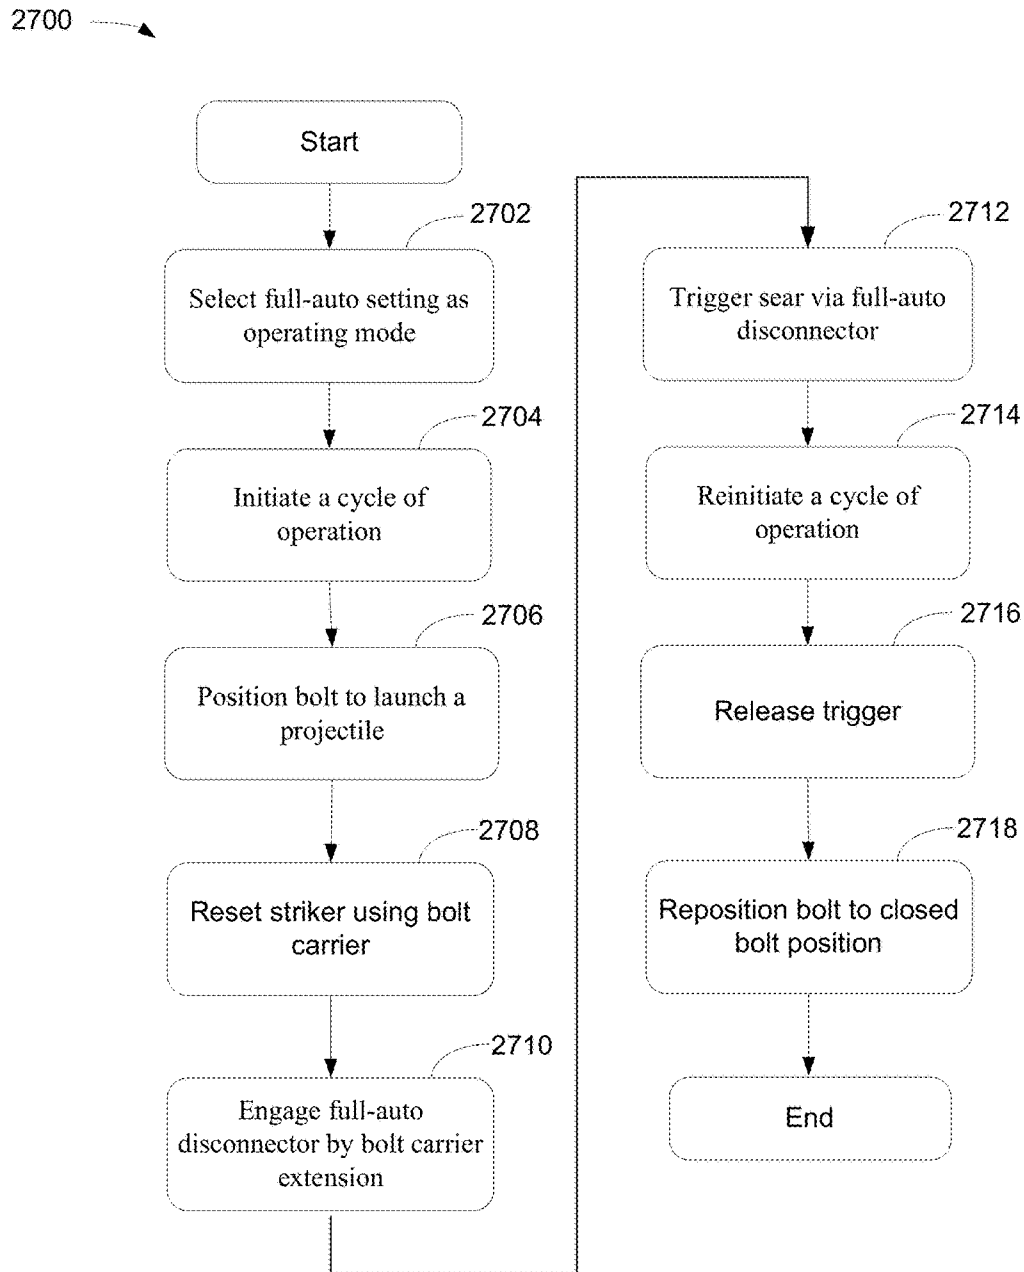 2700
Start
2702
Select full-auto setting as
operating mode
2704
Initiate a cycle of
operation
2706
Position bolt to launch a
projectile
2708
Reset striker using bolt
carrier
2710
Engage full-auto
disconnector by bolt carrier
extension
2712
Trigger sear via full-auto
disconnector
2714
Reinitiate a cycle of
operation
2716
Release trigger
2718
Reposition bolt to closed
bolt position
End